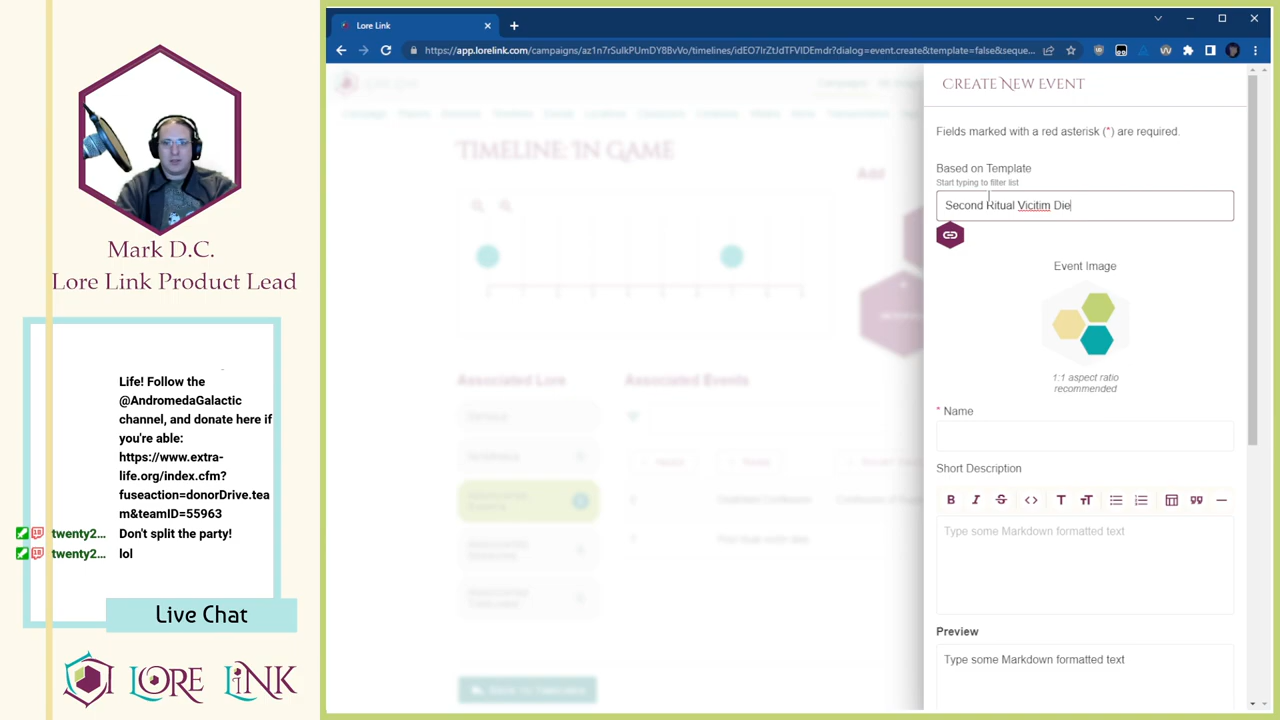 Mark D.C.
Lore Link Product Lead
Life! Follow the
@AndromedaGalactic
channel, and donate here if
you're able:
https://www.extra-
life.org/index.cfm?
fuseaction=donorDrive.tea
m&teamID=55963
twenty2... Don't split the party!
twenty2... lol
Live Chat
LORE LiNK
Lore Link
https://app.lorelink.com/campaigns/az1n7rSulkPUmDY8BvVo/timelines/idEO7IrZtJdTFVIDEmdr?dialog=event.create&template=false&seque...
TIMELINE: IN GAME
Add
Associated Lore
Associated Events
CREATE NEW EVENT
Fields marked with a red asterisk (*) are required.
Based on Template
Start typing to filter list
Second Ritual Vicitim Die
Event Image
1:1 aspect ratio
recommended
* Name
Short Description
Type some Markdown formatted text
Preview
Type some Markdown formatted text